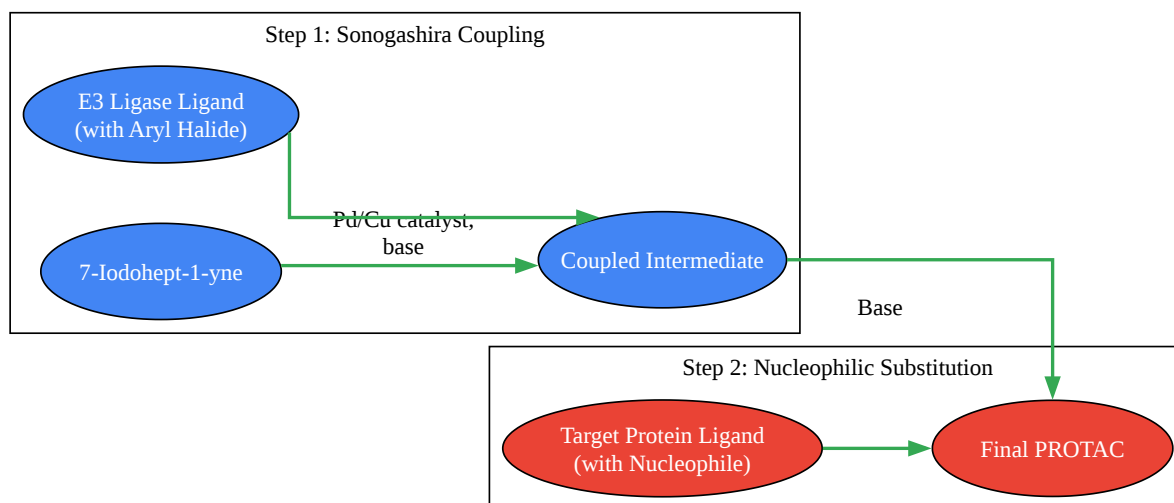 Step 1: Sonogashira Coupling
E3 Ligase Ligand
(with Aryl Halide)
Pd/Cu catalyst,
base
7-Iodohept-1-yne
Coupled Intermediate
Base
Step 2: Nucleophilic Substitution
Target Protein Ligand
(with Nucleophile)
Final PROTAC